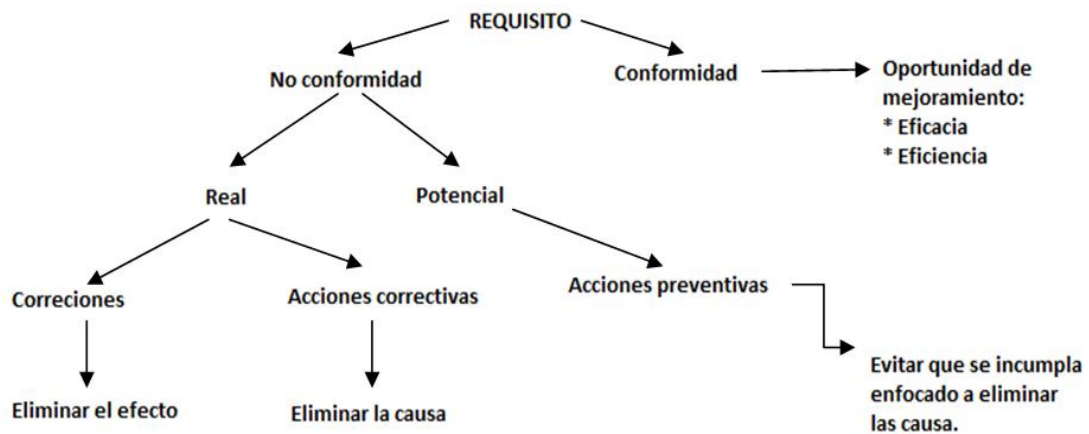 REQUISITO
No conformidad
Conformidad
Oportunidad de
mejoramiento:
* Eficacia
* Eficiencia
Real
Potencial
Correciones
Acciones correctivas
Acciones preventivas
Eliminar el efecto
Eliminar la causa
Evitar que se incumpla
enfocado a eliminar
las causa.